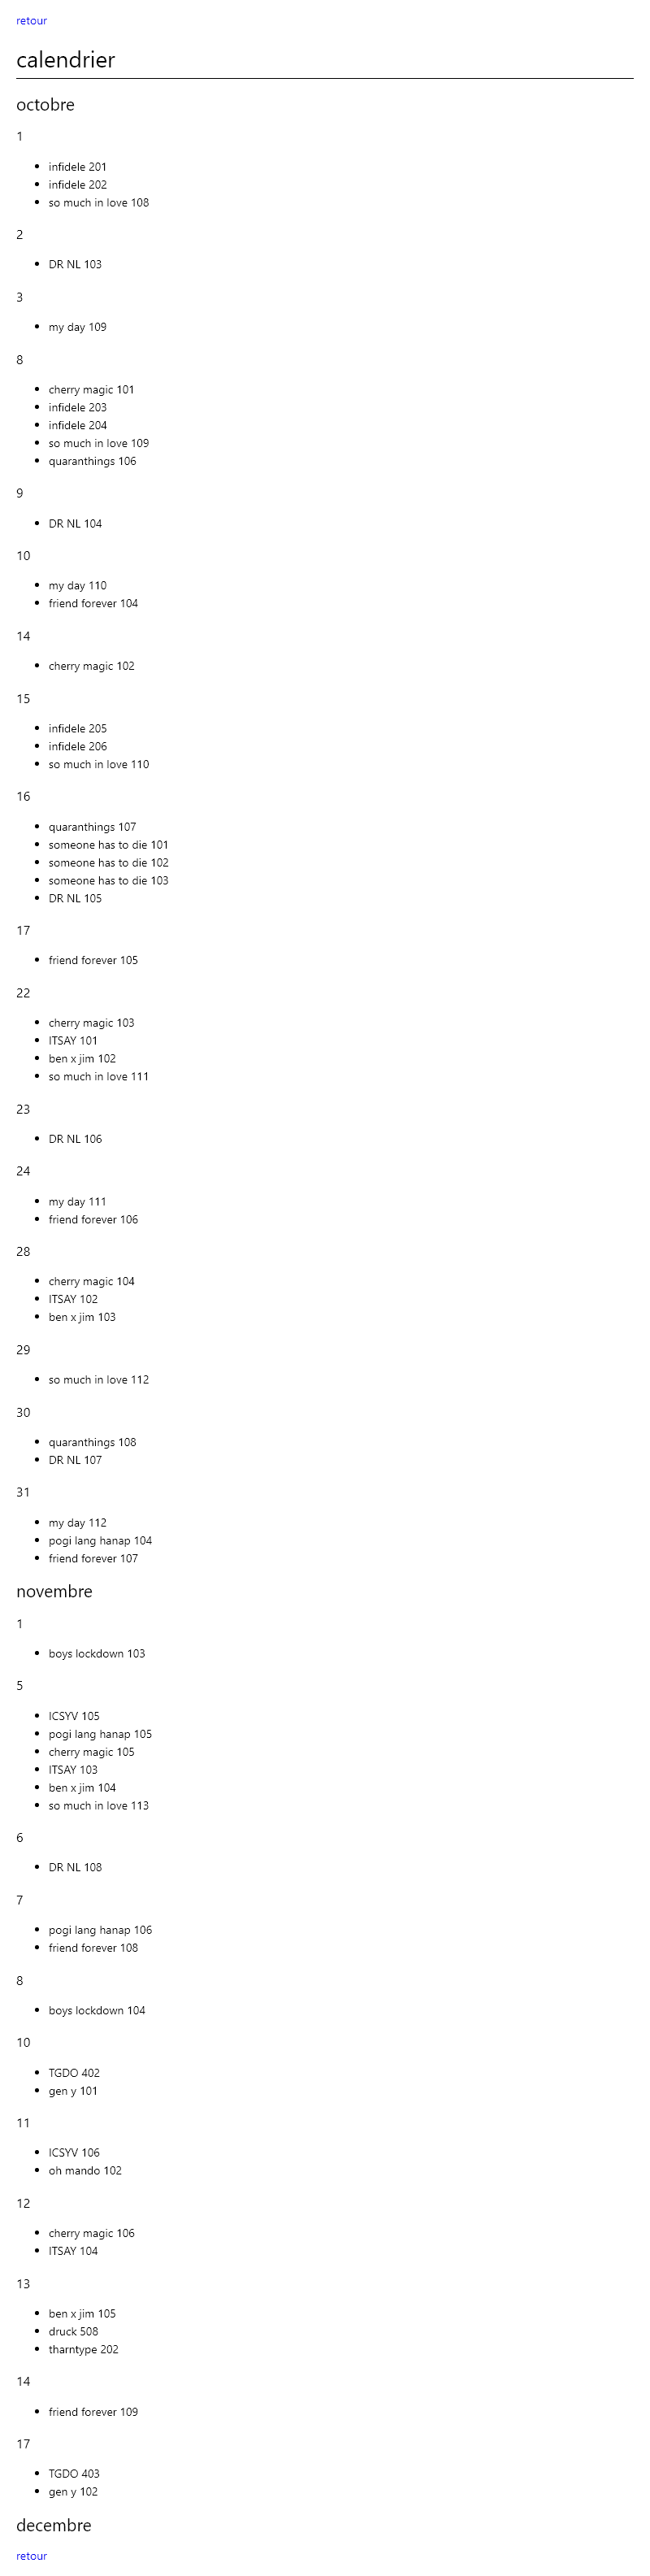 retour
calendrier
octobre
1
infidele 201
infidele 202
so much in love 108
2
DR NL 103
3
my day 109
8
cherry magic 101
infidele 203
infidele 204
so much in love 109
quaranthings 106
9
DR NL 104
10
my day 110
friend forever 104
14
cherry magic 102
15
infidele 205
infidele 206
so much in love 110
16
quaranthings 107
someone has to die 101
someone has to die 102
someone has to die 103
DR NL 105
17
friend forever 105
22
cherry magic 103
ITSAY 101
ben x jim 102
so much in love 111
23
DR NL 106
24
my day 111
friend forever 106
28
cherry magic 104
ITSAY 102
ben x jim 103
29
so much in love 112
30
quaranthings 108
DR NL 107
31
my day 112
pogi lang hanap 104
friend forever 107
novembre
1
boys lockdown 103
5
ICSYV 105
pogi lang hanap 105
cherry magic 105
ITSAY 103
ben x jim 104
so much in love 113
6
DR NL 108
7
pogi lang hanap 106
friend forever 108
8
boys lockdown 104
10
TGDO 402
gen y 101
11
ICSYV 106
oh mando 102
12
cherry magic 106
ITSAY 104
13
ben x jim 105
druck 508
tharntype 202
14
friend forever 109
17
TGDO 403
gen y 102
decembre
retour